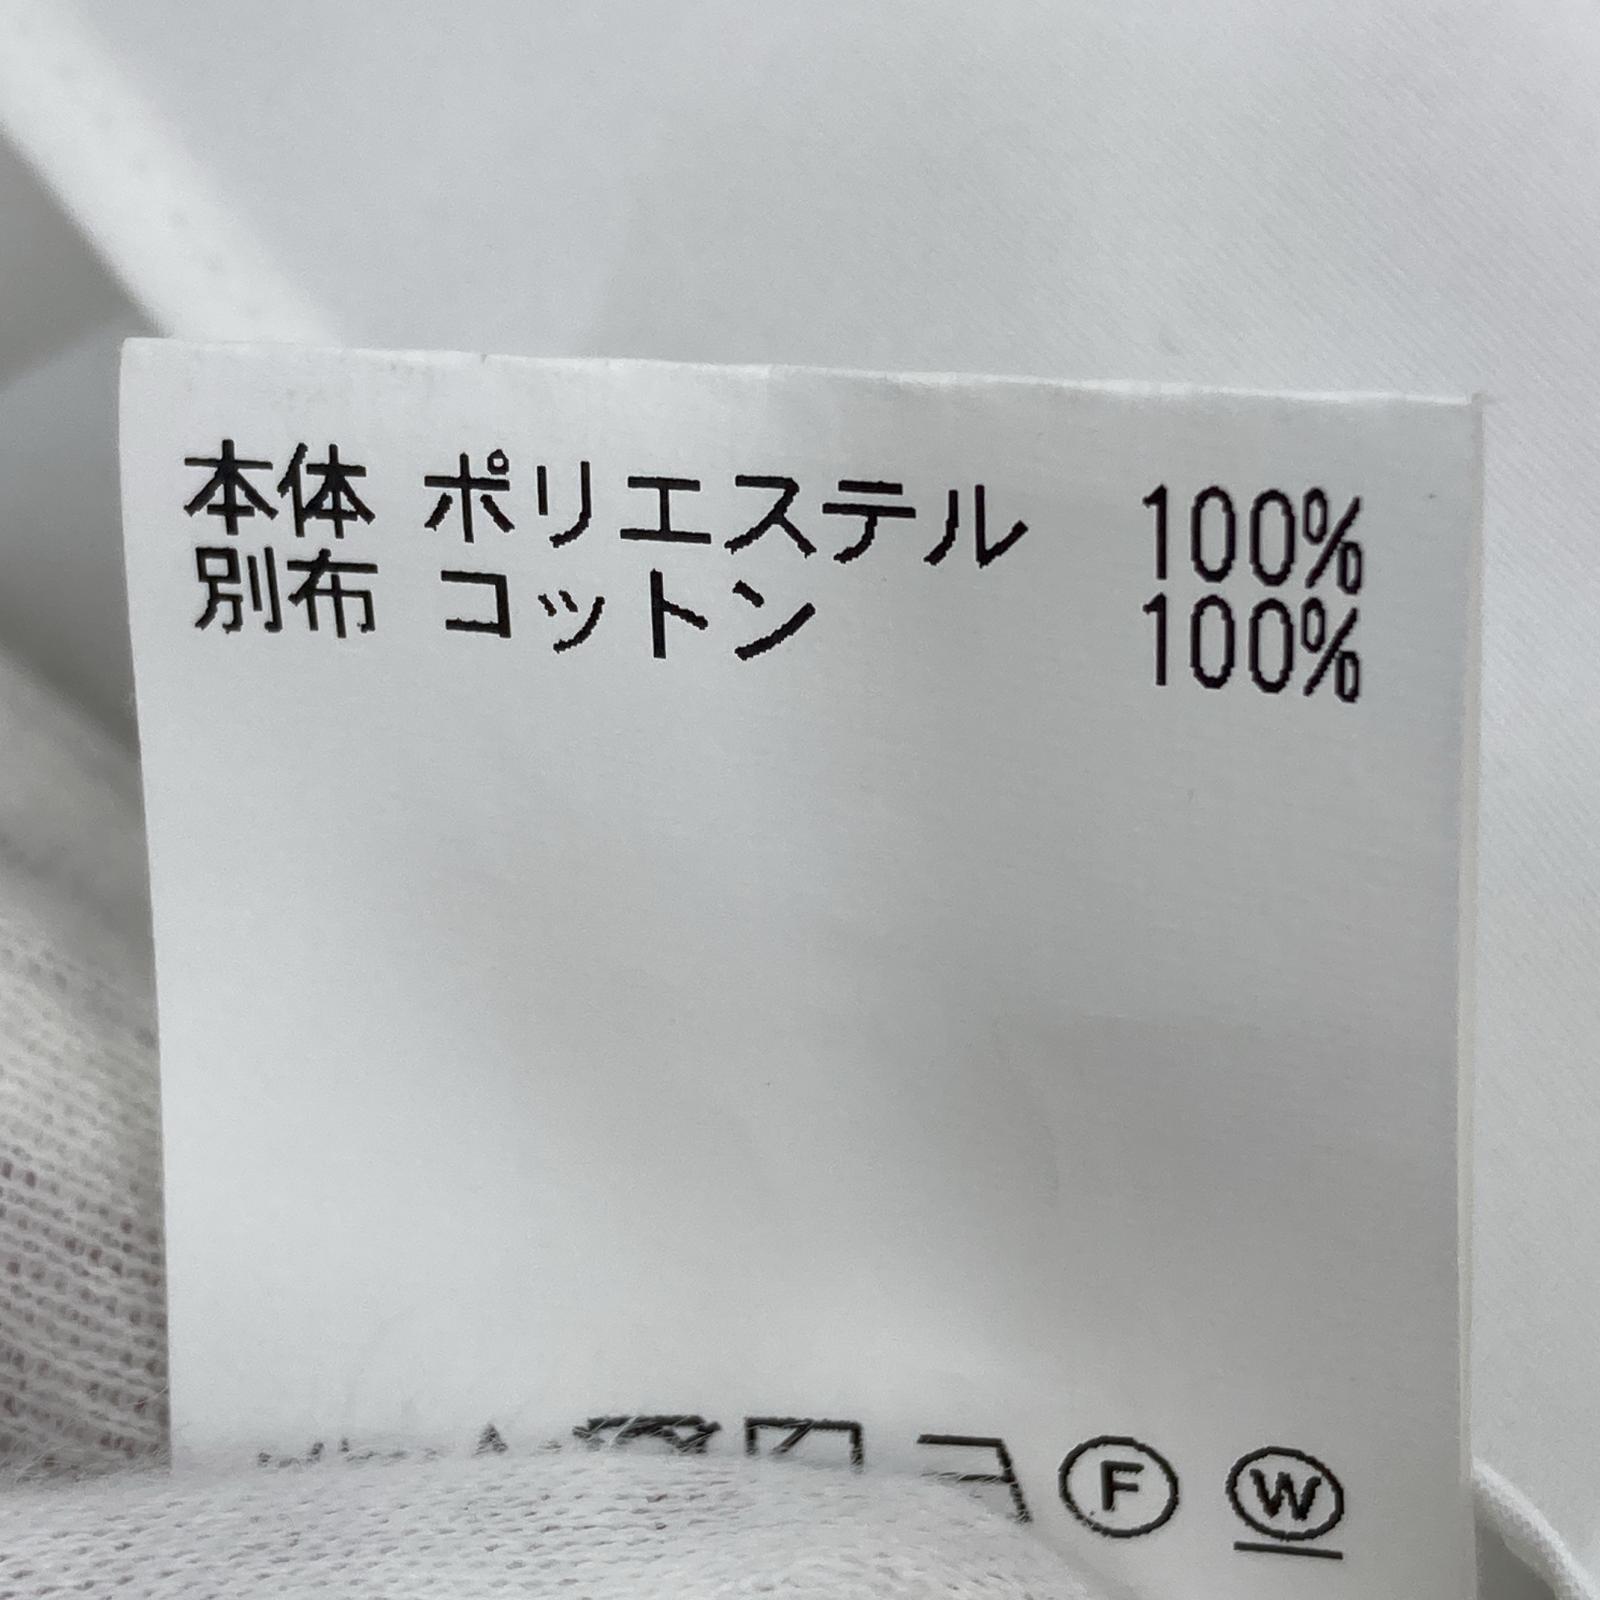 本体 ポリエステル 100%
別布 コットン 100%
F W